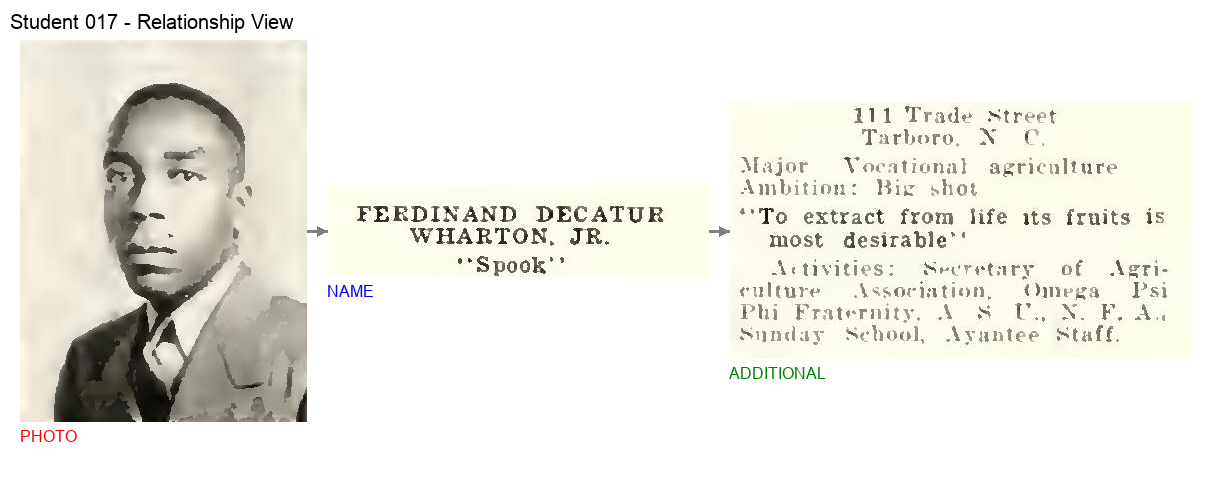 Student 017 - Relationship View
PHOTO
FERDINAND DECATUR
WHARTON, JR.
"Spook"
NAME
111 Trade Street
Tarboro, N. C.
Major Vocational agriculture
Ambition: Big shot
"To extract from life its fruits is
most desirable"
Activities: Secretary of Agri-
culture Association, Omega Psi
Phi Fraternity, A. S. U., N. F. A.,
Sunday School, Ayantee Staff.
ADDITIONAL